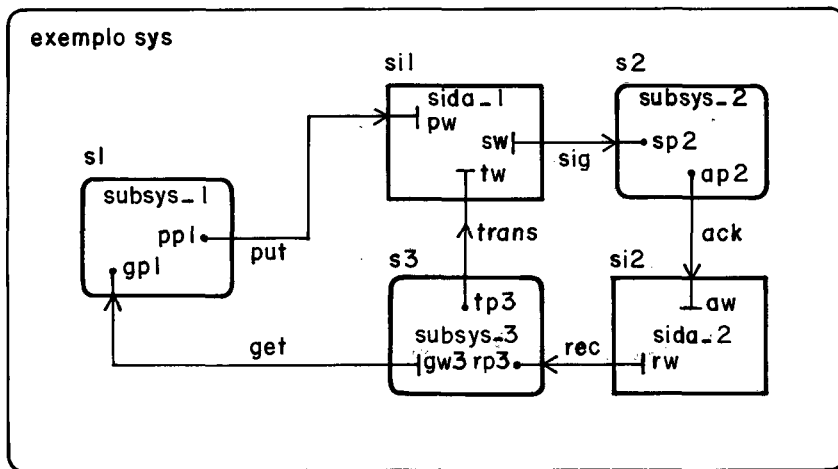 exemplo sys
si1
s2
sida_1
subsys_2
pw
sw
sp2
sig
tw
ap2
s1
subsys_1
pp1
put
trans
ack
gp1
s3
si2
tp3
aw
subsys_3
sida_2
get
gw3 rp3
rec
rw